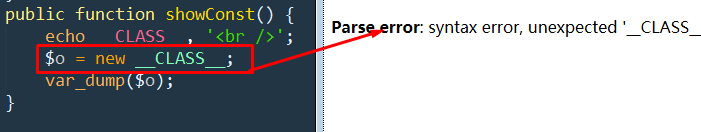 public function showConst() {
echo __CLASS__, '<br />';
$o = new __CLASS__;
var_dump($o);
}
Parse error: syntax error, unexpected '__CLASS__